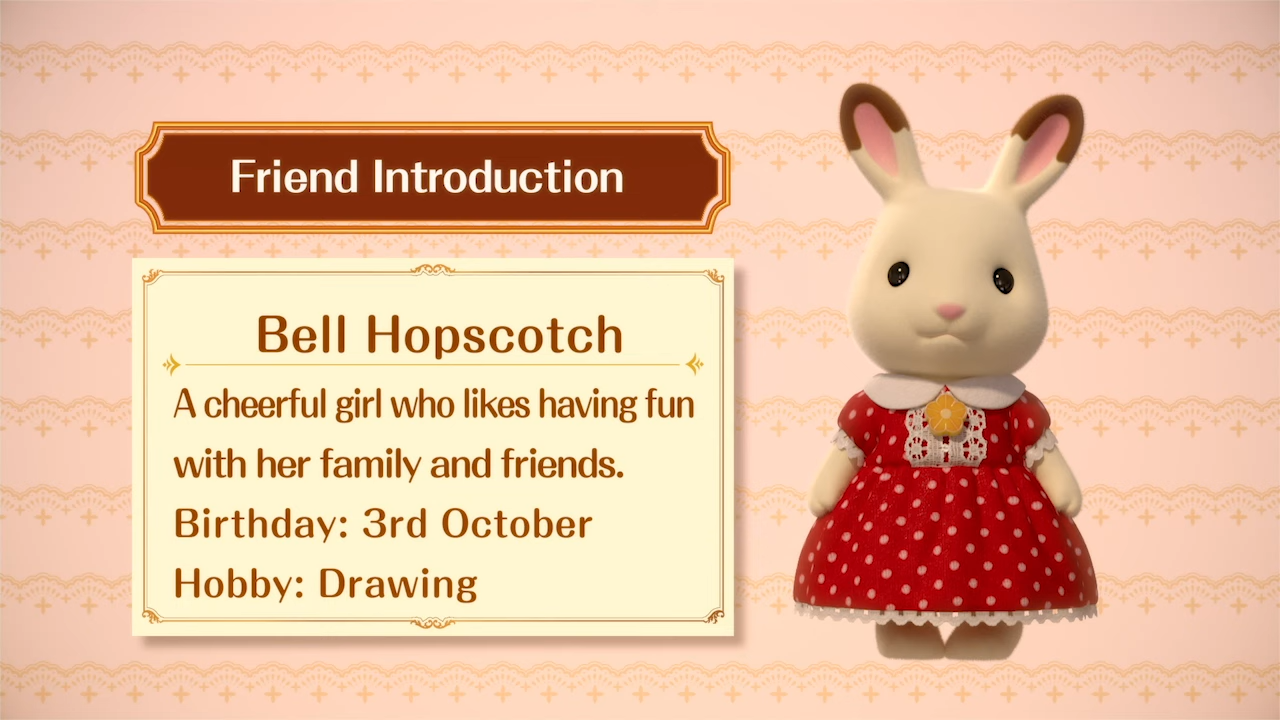 Friend Introduction
Bell Hopscotch
A cheerful girl who likes having fun
with her family and friends.
Birthday: 3rd October
Hobby: Drawing